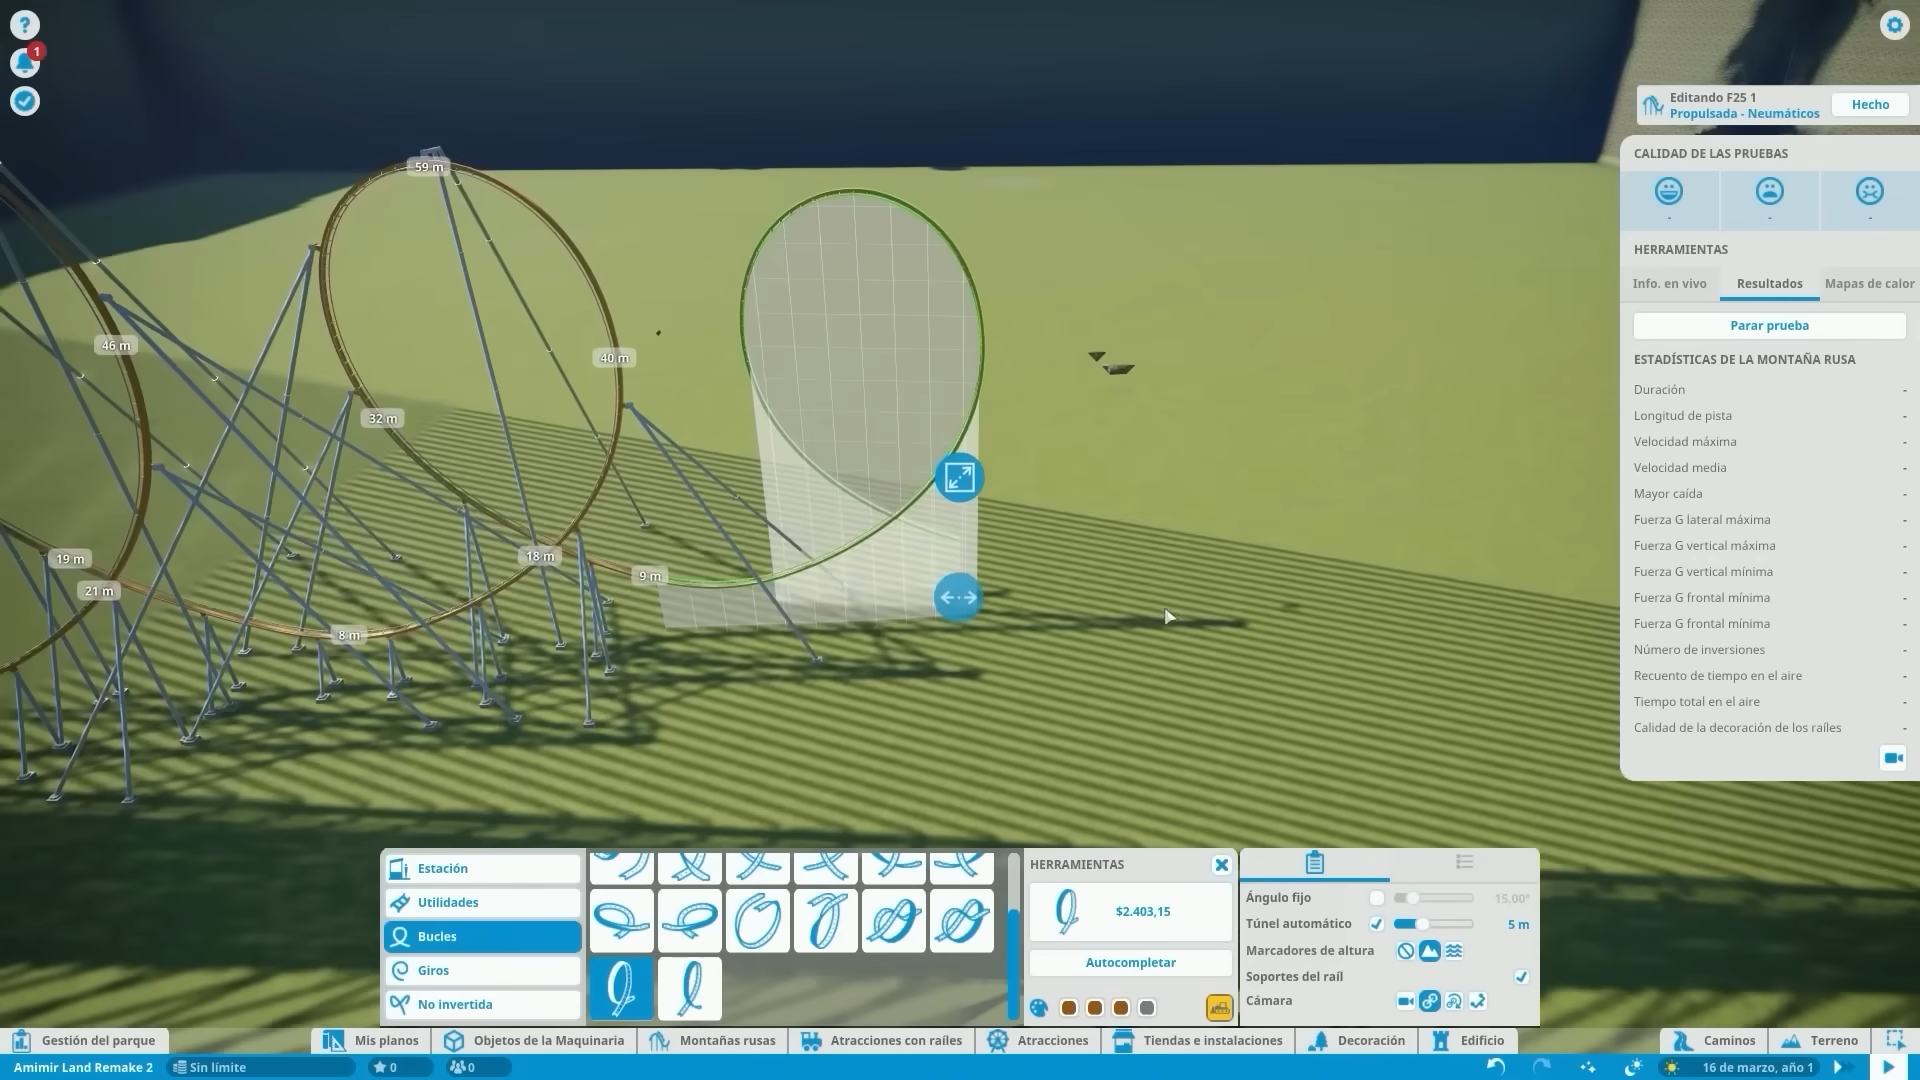 ?
1
Editando F25 1
Propulsada - Neumáticos
Hecho
CALIDAD DE LAS PRUEBAS
- - -
HERRAMIENTAS
Info. en vivo
Resultados
Mapas de calor
Parar prueba
ESTADÍSTICAS DE LA MONTAÑA RUSA
Duración -
Longitud de pista -
Velocidad máxima -
Velocidad media -
Mayor caída -
Fuerza G lateral máxima -
Fuerza G vertical máxima -
Fuerza G vertical mínima -
Fuerza G frontal mínima -
Fuerza G frontal mínima -
Número de inversiones -
Recuento de tiempo en el aire -
Tiempo total en el aire -
Calidad de la decoración de los raíles -
59 m
46 m
40 m
32 m
19 m
18 m
9 m
21 m
8 m
Estación
Utilidades
Bucles
Giros
No invertida
HERRAMIENTAS
$2.403,15
Autocompletar
Ángulo fijo 15,00°
Túnel automático 5 m
Marcadores de altura
Soportes del raíl
Cámara
Gestión del parque
Mis planos
Objetos de la Maquinaria
Montañas rusas
Atracciones con raíles
Atracciones
Tiendas e instalaciones
Decoración
Edificio
Caminos
Terreno
Amimir Land Remake 2
Sin límite
0
0
16 de marzo, año 1